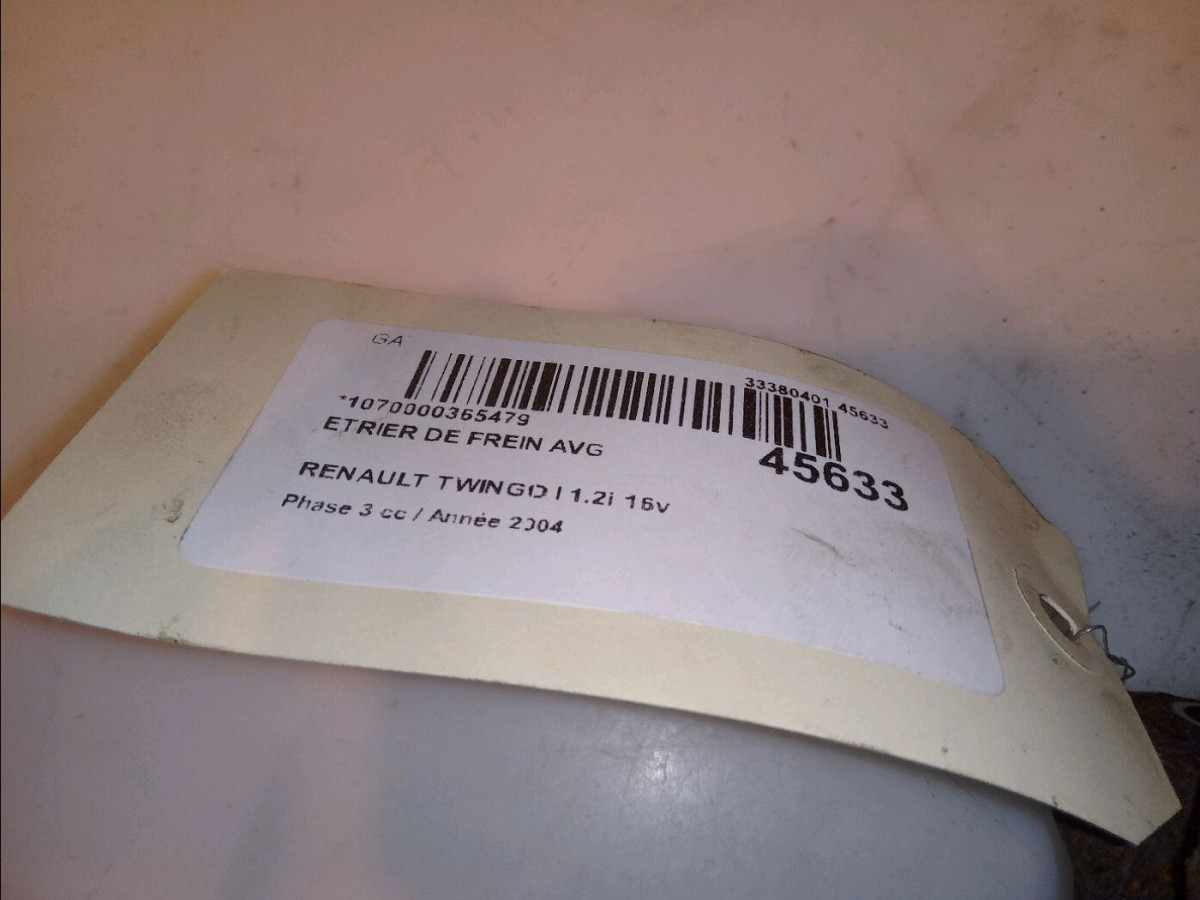 GA
33380401 45633
*1070000365479
ETRIER DE FREIN AVG
45633
RENAULT TWINGO I 1.2i 16v
Phase 3 cc / Année 2004